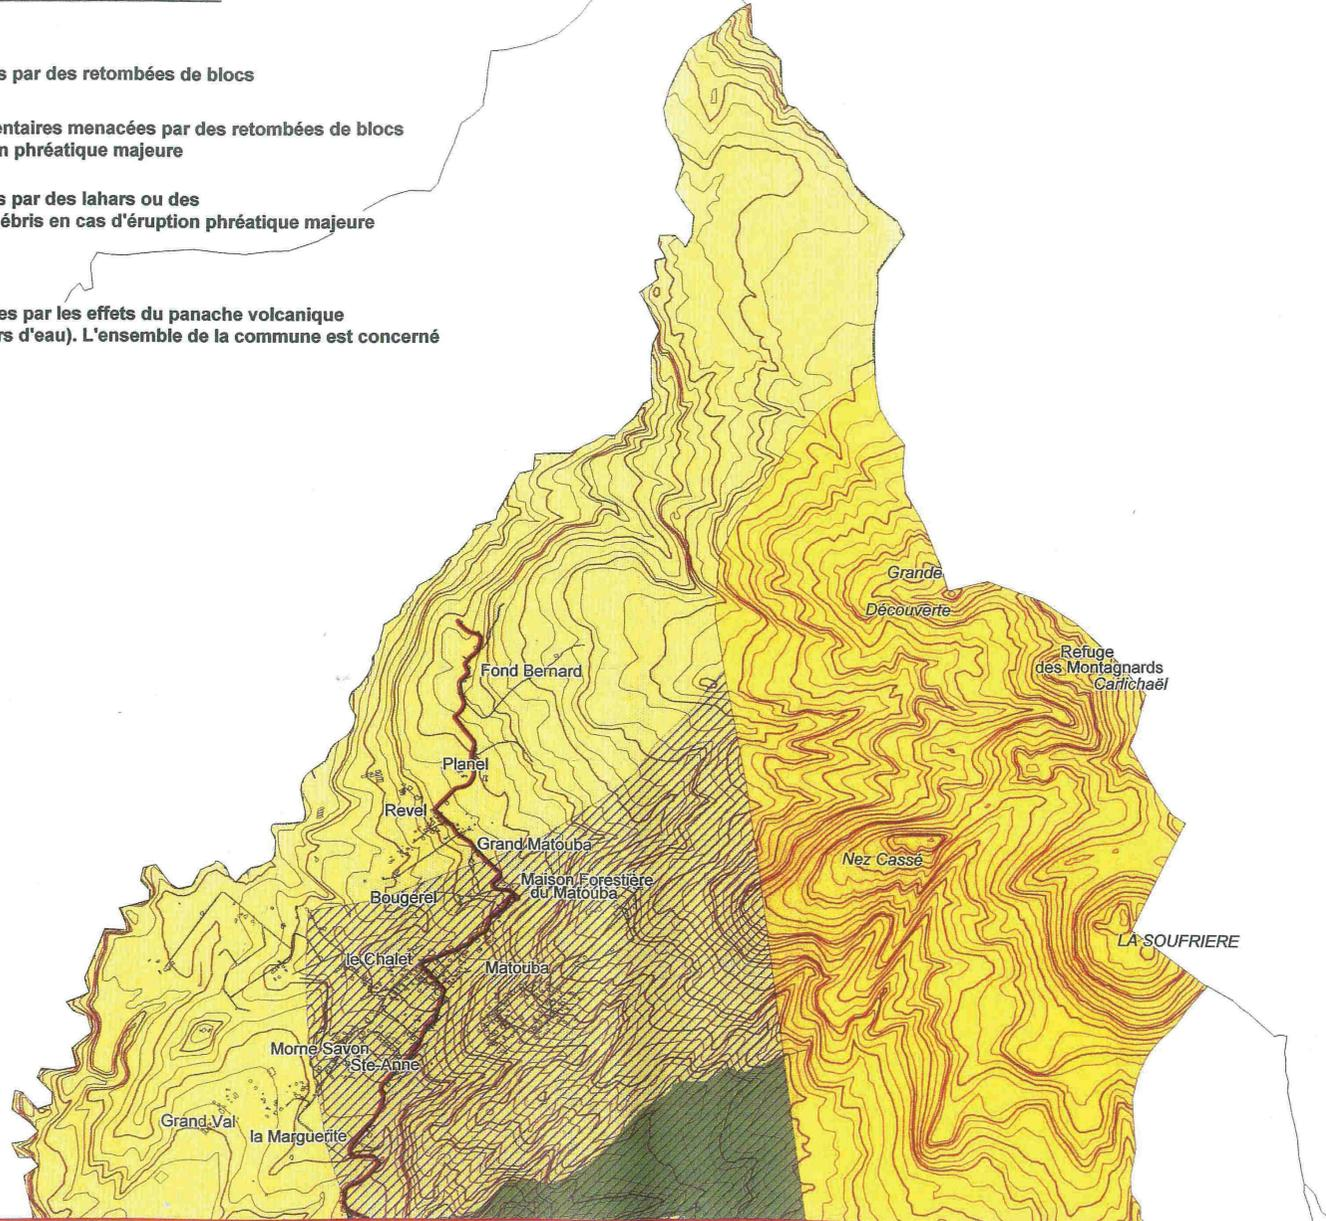 s par des retombées de blocs
entaires menacées par des retombées de blocs
n phréatique majeure
s par des lahars ou des
ébris en cas d'éruption phréatique majeure
es par les effets du panache volcanique
rs d'eau). L'ensemble de la commune est concerné
Grande
Découverte
Refuge
des Montagnards
Carlichaël
Fond Bernard
Planel
Revel
Grand Matouba
Nez Cassé
Maison Forestière
du Matouba
Bougerel
LA SOUFRIERE
le Chalet
Matouba
Morne Savon
Ste-Anne
Grand Val
la Marguerite